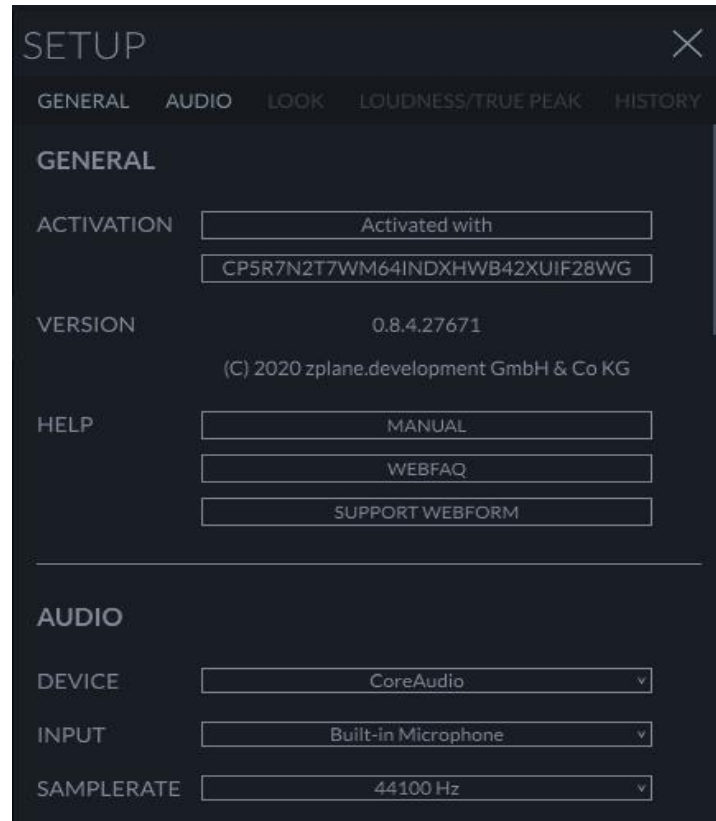 SETUP
GENERAL AUDIO LOOK LOUDNESS/TRUE PEAK HISTORY
GENERAL
ACTIVATION Activated with
CP5R7N2T7WM64INDXHWB42XUIF28WG
VERSION 0.8.4.27671
(C) 2020 zplane.development GmbH & Co KG
HELP MANUAL
WEBFAQ
SUPPORT WEBFORM
AUDIO
DEVICE CoreAudio
INPUT Built-in Microphone
SAMPLERATE 44100 Hz